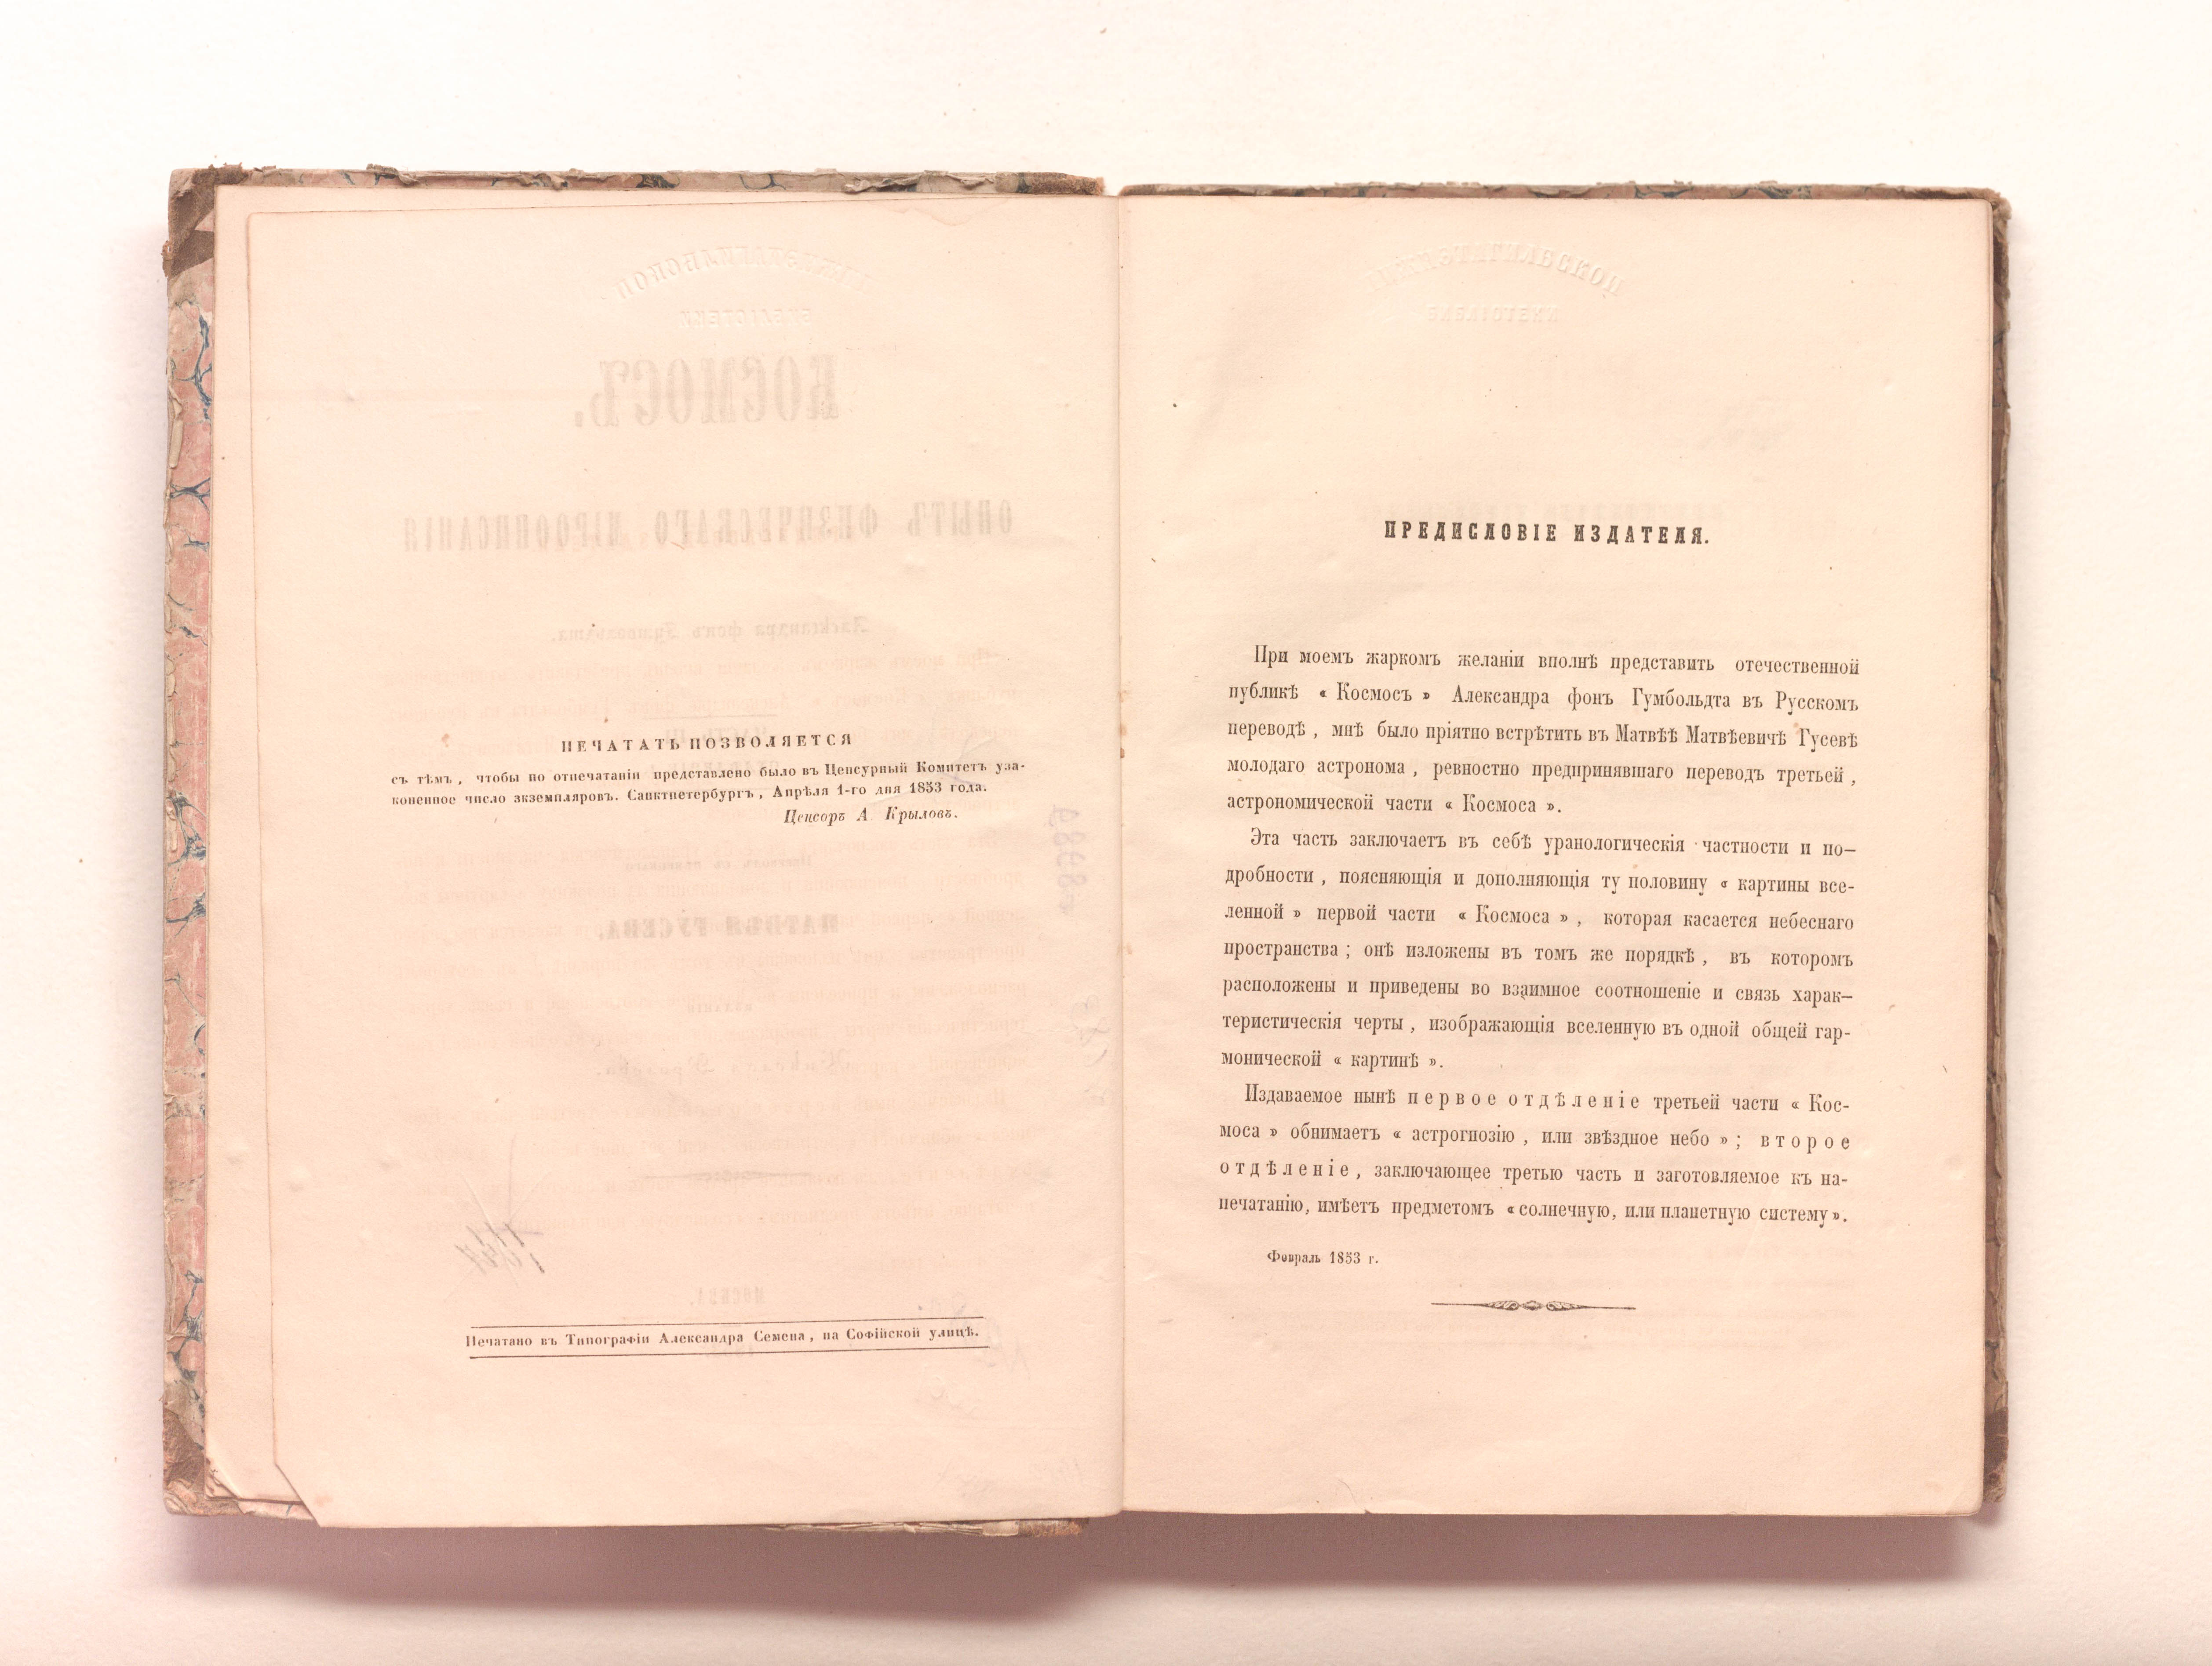 ПЕЧАТАТЬ ПОЗВОЛЯЕТСЯ
съ тѣмъ, чтобы по отпечатаніи представлено было въ Ценсурный Комитетъ уза-
коненное число экземпляровъ. Санктпетербургъ, Апрѣля 1-го дня 1853 года.
Ценсоръ А. Крыловъ.
Печатано въ Типографіи Александра Семена, на Софійской улицѣ.
ПРЕДИСЛОВІЕ ИЗДАТЕЛЯ.
При моемъ жаркомъ желаніи вполнѣ представить отечественной
публикѣ « Космосъ » Александра фонъ Гумбольдта въ Русскомъ
переводѣ, мнѣ было пріятно встрѣтить въ Матвѣѣ Матвѣевичѣ Гусевѣ
молодаго астронома, ревностно предпринявшаго переводъ третьей,
астрономической части « Космоса ».
Эта часть заключаетъ въ себѣ уранологическія частности и по-
дробности, поясняющія и дополняющія ту половину « картины все-
ленной » первой части « Космоса », которая касается небеснаго
пространства; онѣ изложены въ томъ же порядкѣ, въ которомъ
расположены и приведены во взаимное соотношеніе и связь харак-
теристическія черты, изображающія вселенную въ одной общей гар-
монической « картинѣ ».
Издаваемое нынѣ первое отдѣленіе третьей части « Кос-
моса » обнимаетъ « астрогнозію, или звѣздное небо »; второе
отдѣленіе, заключающее третью часть и заготовляемое къ на-
печатанію, имѣетъ предметомъ «солнечную, или планетную систему».
Февраль 1853 г.